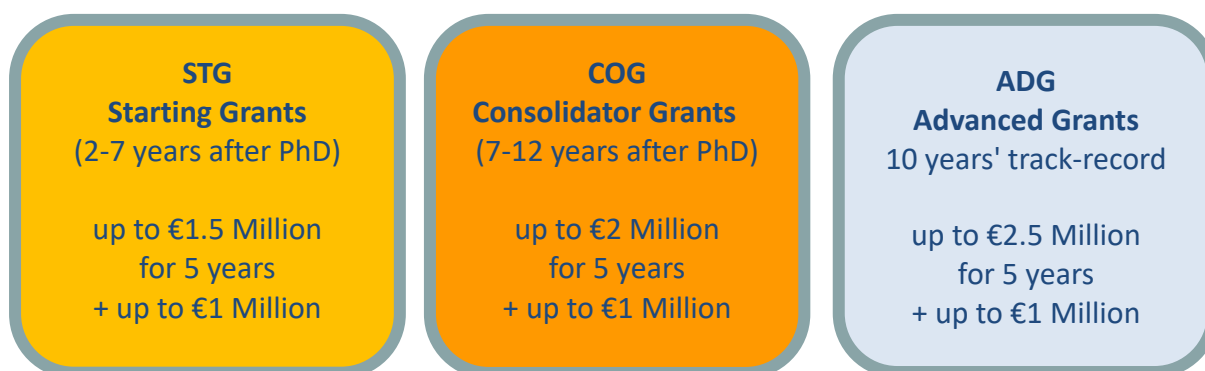 STG
Starting Grants
(2-7 years after PhD)
up to €1.5 Million
for 5 years
+ up to €1 Million
COG
Consolidator Grants
(7-12 years after PhD)
up to €2 Million
for 5 years
+ up to €1 Million
ADG
Advanced Grants
10 years' track-record
up to €2.5 Million
for 5 years
+ up to €1 Million